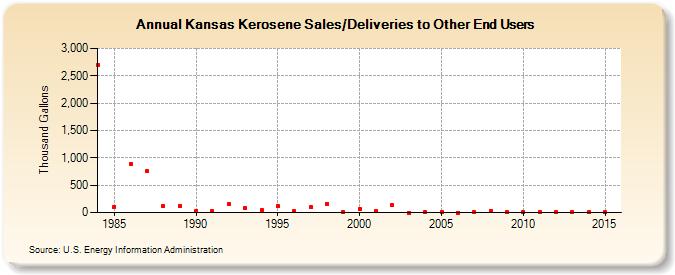 Annual Kansas Kerosene Sales/Deliveries to Other End Users
Thousand Gallons
3,000
2,500
2,000
1,500
1,000
500
0
1985 1990 1995 2000 2005 2010 2015
Source: U.S. Energy Information Administration